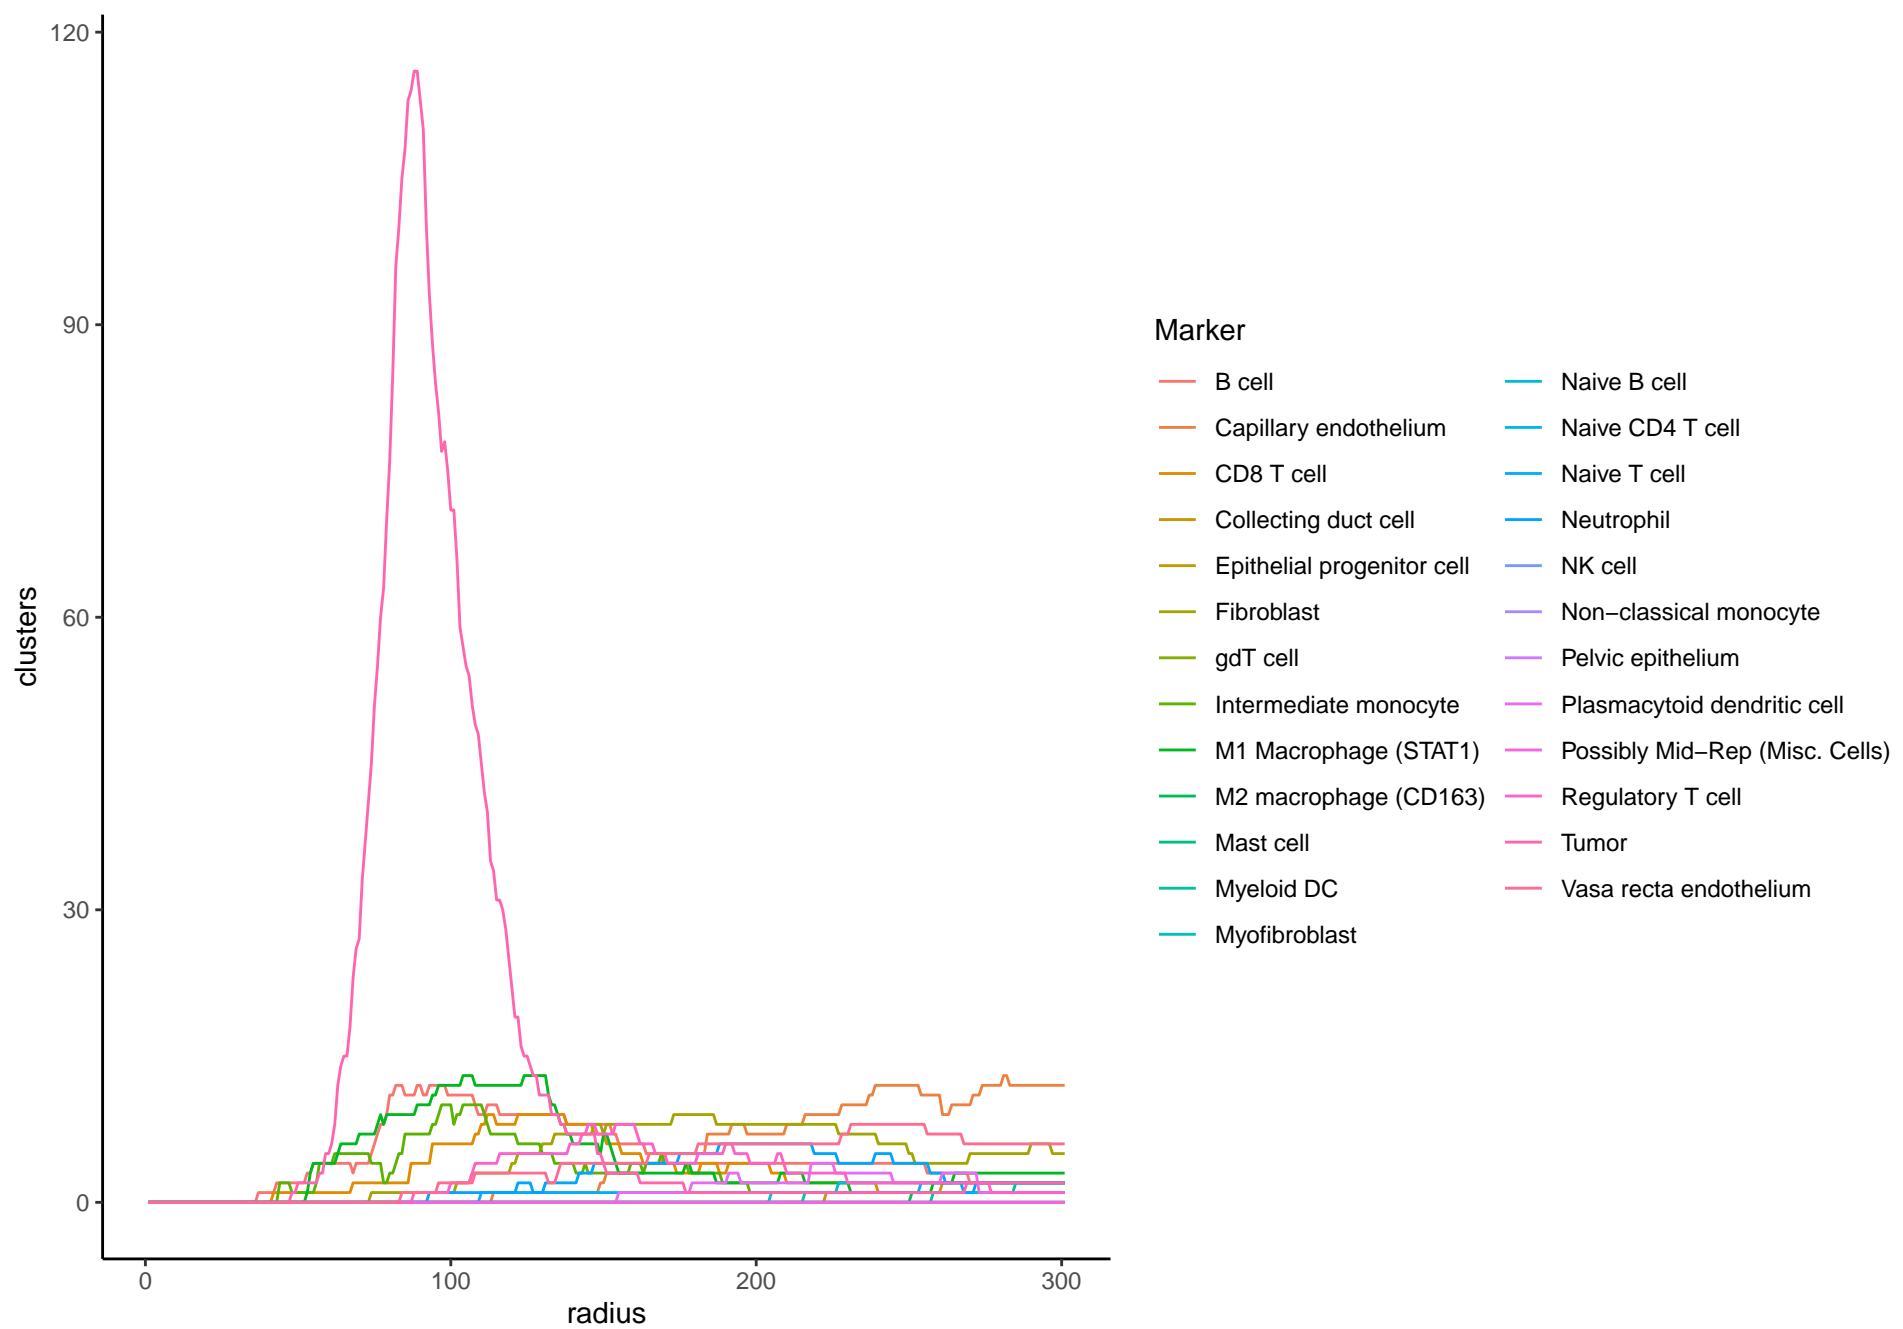 120
90
60
30
0
clusters
0
100
200
300
radius
Marker
B cell
Capillary endothelium
CD8 T cell
Collecting duct cell
Epithelial progenitor cell
Fibroblast
gdT cell
Intermediate monocyte
M1 Macrophage (STAT1)
M2 macrophage (CD163)
Mast cell
Myeloid DC
Myofibroblast
Naive B cell
Naive CD4 T cell
Naive T cell
Neutrophil
NK cell
Non−classical monocyte
Pelvic epithelium
Plasmacytoid dendritic cell
Possibly Mid−Rep (Misc. Cells)
Regulatory T cell
Tumor
Vasa recta endothelium